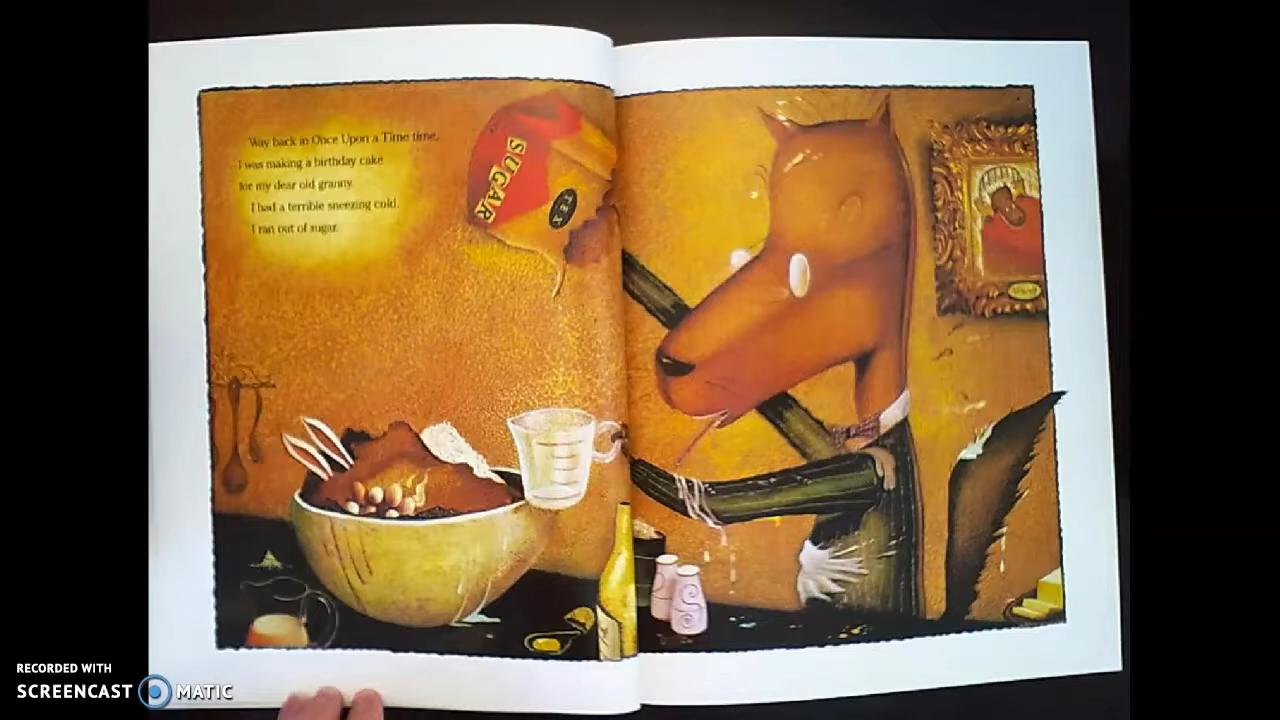 Way back in Once Upon a Time time,
I was making a birthday cake
for my dear old granny.
I had a terrible sneezing cold.
I ran out of sugar.
SUGAR
RECORDED WITH
SCREENCAST MATIC